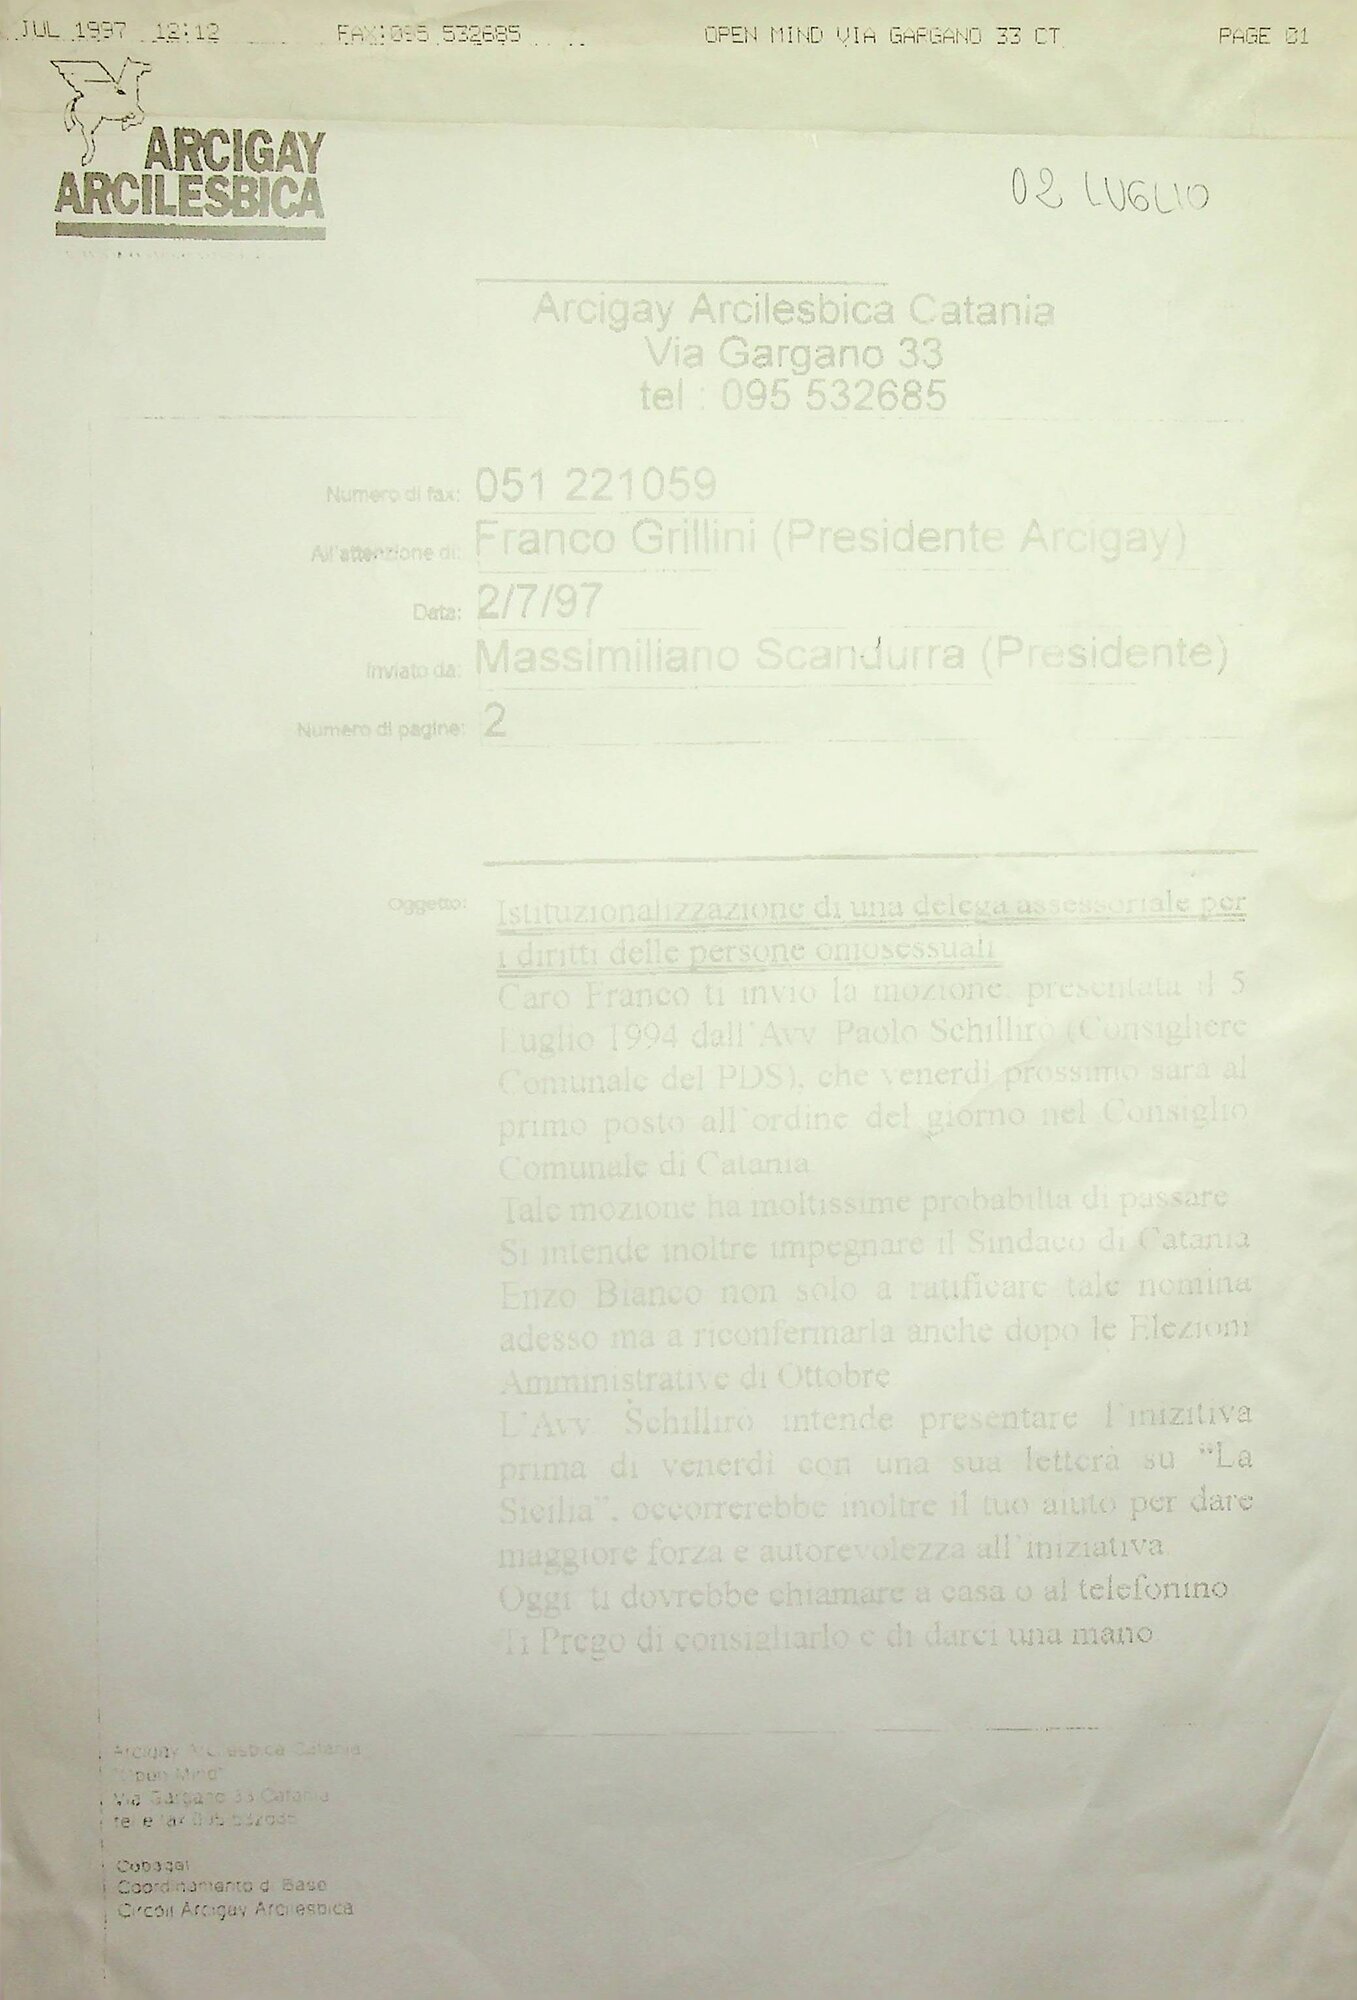 JUL 1997 12:12 FAX:095 532685 OPEN MIND VIA GARGANO 33 CT PAGE 01
ARCIGAY
ARCILESBICA
02 LUGLIO
Arcigay Arcilesbica Catania
Via Gargano 33
tel : 095 532685
Numero di fax: 051 221059
All'attenzione di: Franco Grillini (Presidente Arcigay)
Data: 2/7/97
Inviato da: Massimiliano Scandurra (Presidente)
Numero di pagine: 2
Oggetto: Istituzionalizzazione di una delega assessoriale per
i diritti delle persone omosessuali
Caro Franco ti invio la mozione, presentata il 5
Luglio 1994 dall'Avv. Paolo Schillirò (Consigliere
Comunale del PDS), che venerdì prossimo sarà al
primo posto all'ordine del giorno nel Consiglio
Comunale di Catania
Tale mozione ha moltissime probabilta di passare
Si intende inoltre impegnare il Sindaco di Catania
Enzo Bianco non solo a ratificare tale nomina
adesso ma a riconfermarla anche dopo le Elezioni
Amministrative di Ottobre
L'Avv. Schillirò intende presentare l'inizitiva
prima di venerdì con una sua lettera su "La
Sicilia", occorrerebbe inoltre il tuo aiuto per dare
maggiore forza e autorevolezza all'iniziativa
Oggi ti dovrebbe chiamare a casa o al telefonino
Ti Prego di consigliarlo e di darci una mano
Arcigay Arcilesbica Catania
"Open Mind"
Via Gargano 33 Catania
tel e fax 095 532685
Cobagal
Coordinamento di Base
Circoli Arcigay Arcilesbica